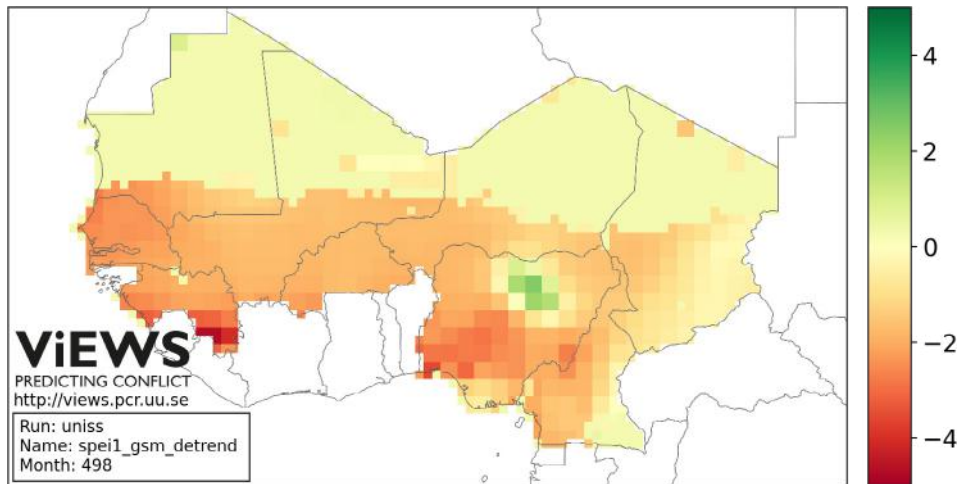 ViEWS
PREDICTING CONFLICT
http://views.pcr.uu.se
Run: uniss
Name: spei1_gsm_detrend
Month: 498
4
2
0
−2
−4